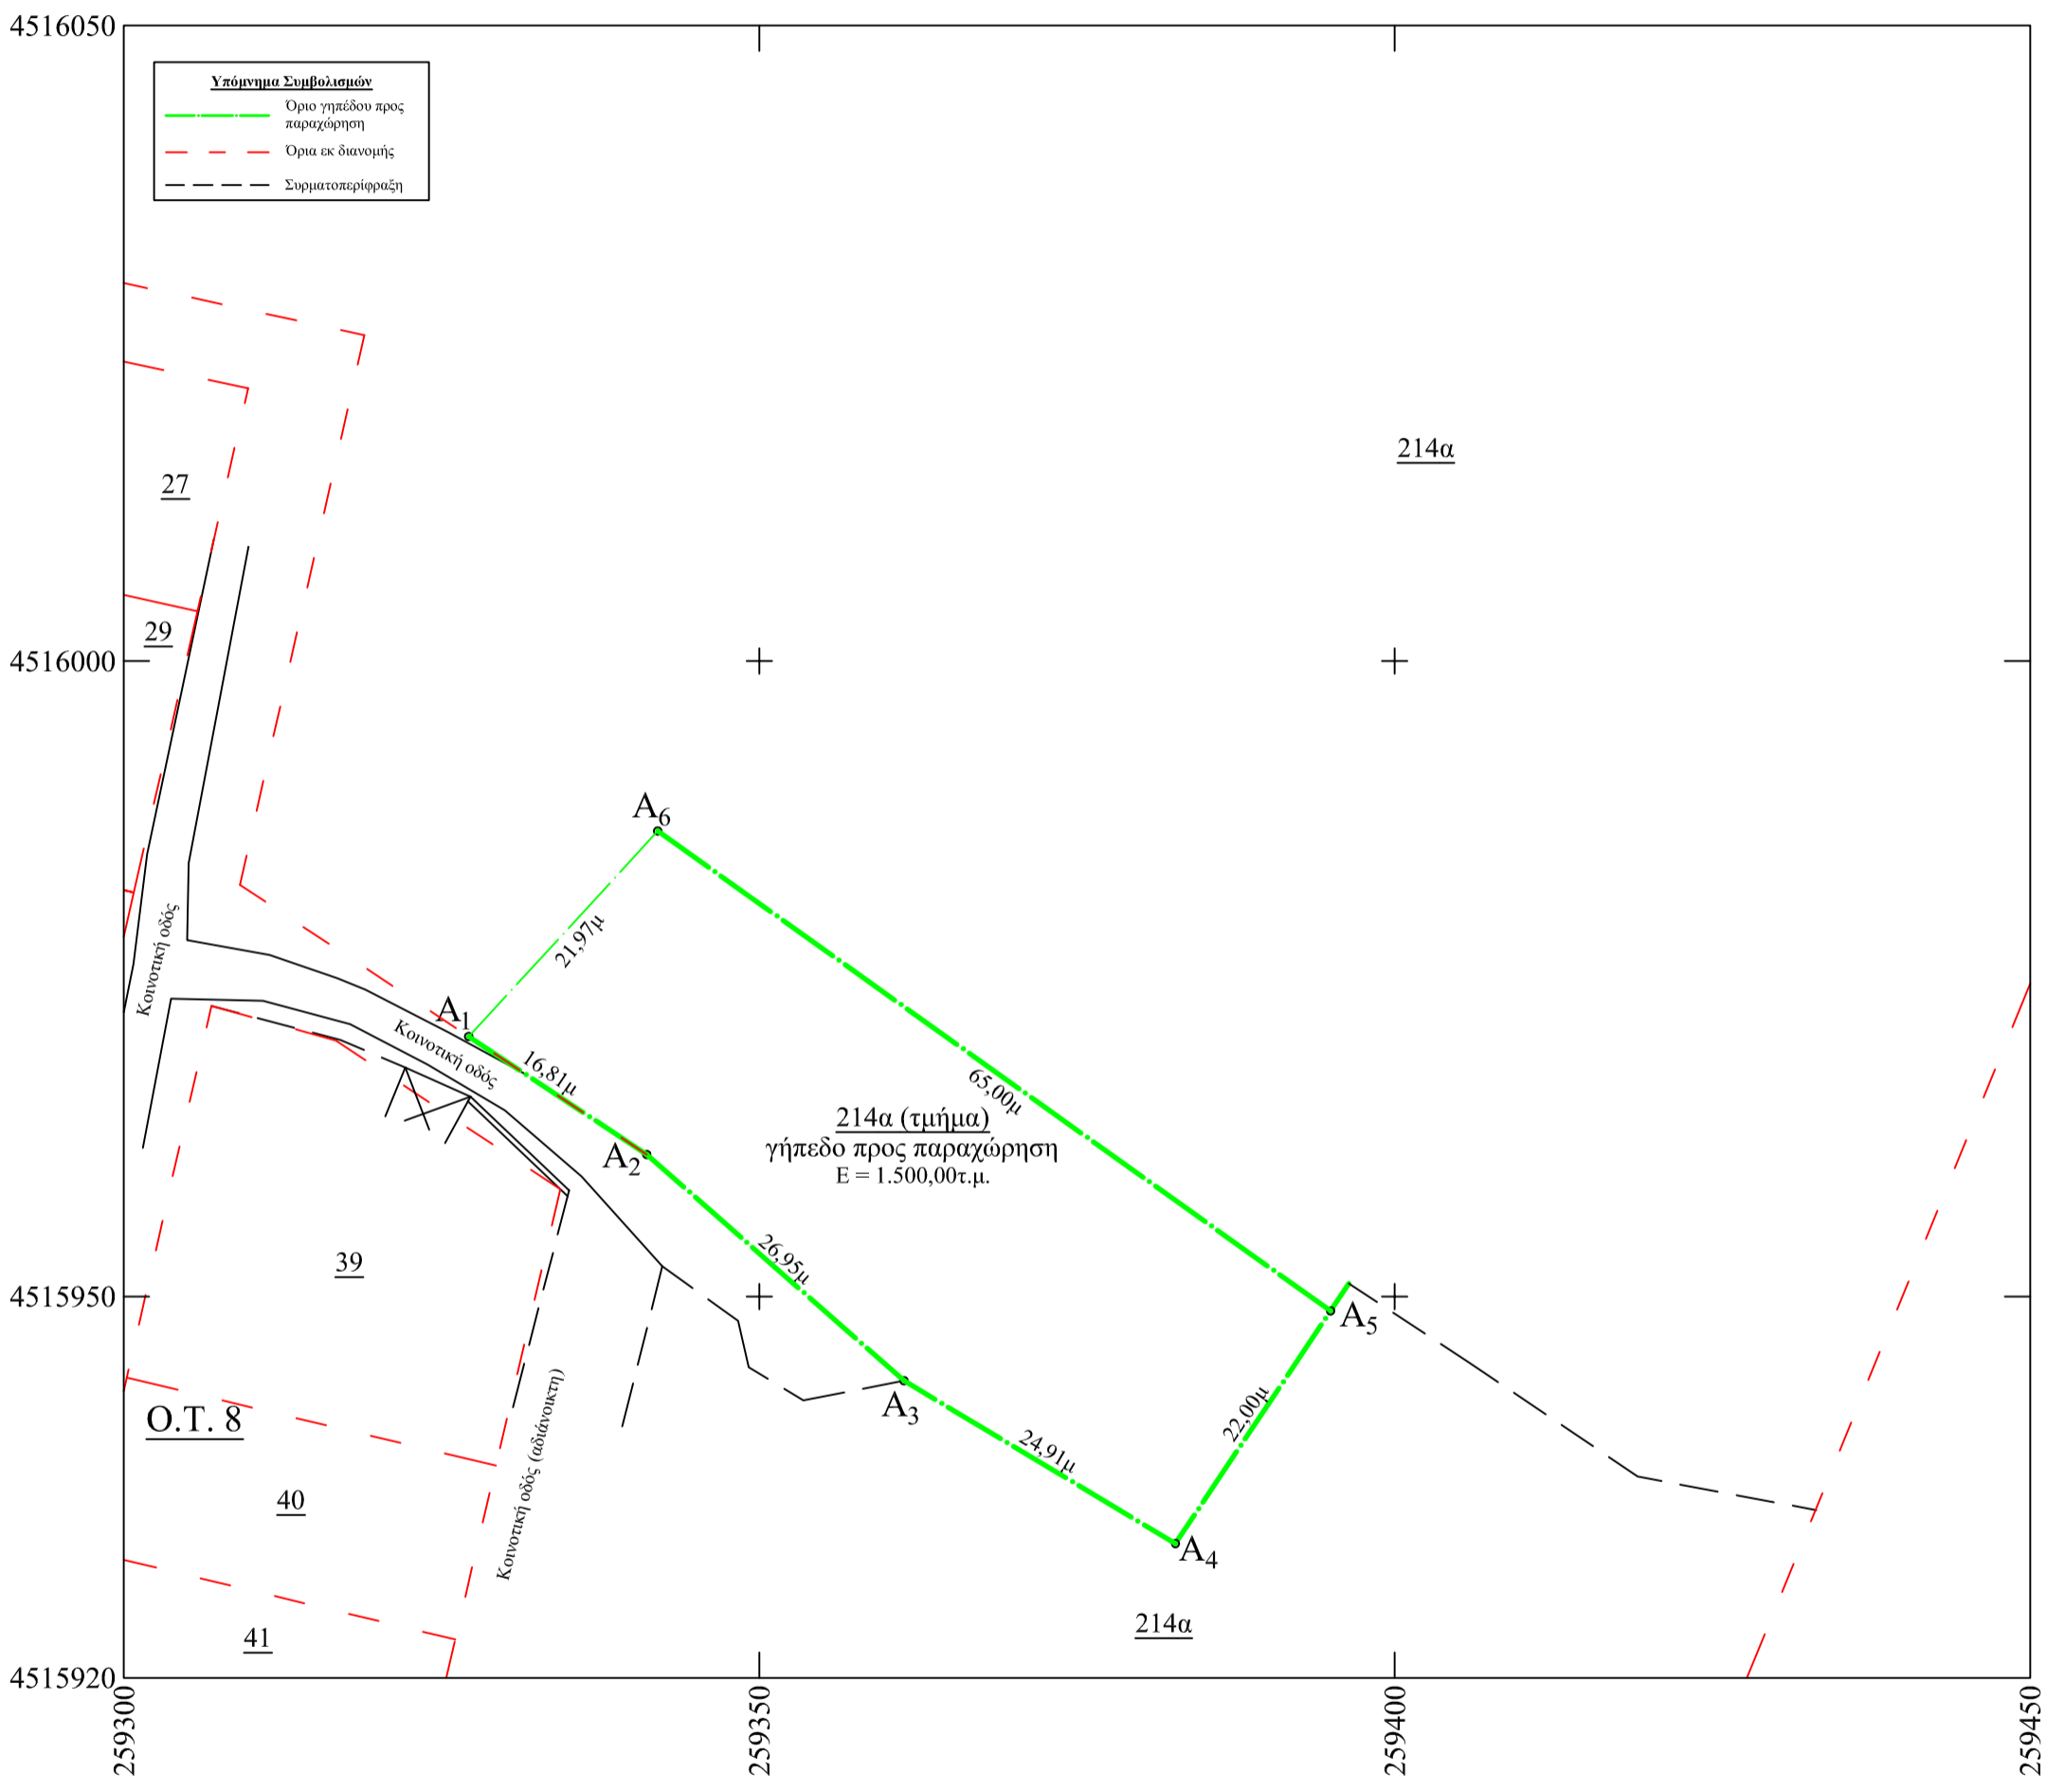 4516050
Υπόμνημα Συμβολισμών
Όριο γηπέδου προς
παραχώρηση
Όρια εκ διανομής
Συρματοπερίφραξη
214α
27
29
4516000
A6
21,97μ
Κοινοτική οδός
A1
Κοινοτική οδός
16,81μ
65,00μ
A2
214α (τμήμα)
γήπεδο προς παραχώρηση
Ε = 1.500,00τ.μ.
39
26,95μ
4515950
A5
A3
22,00μ
Ο.Τ. 8
24,91μ
Κοινοτική οδός (αδιάνοικτη)
40
A4
214α
41
4515920
259300
259350
259400
259450